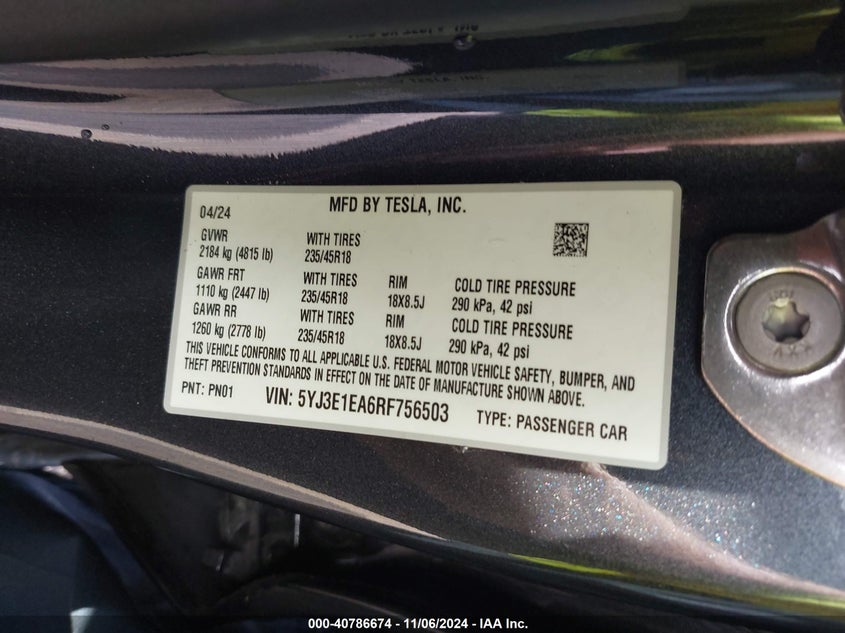 MFD BY TESLA, INC.
04/24
GVWR WITH TIRES
2184 kg (4815 lb) 235/45R18
GAWR FRT WITH TIRES RIM COLD TIRE PRESSURE
1110 kg (2447 lb) 235/45R18 18X8.5J 290 kPa, 42 psi
GAWR RR WITH TIRES RIM COLD TIRE PRESSURE
1260 kg (2778 lb) 235/45R18 18X8.5J 290 kPa, 42 psi
THIS VEHICLE CONFORMS TO ALL APPLICABLE U.S. FEDERAL MOTOR VEHICLE SAFETY, BUMPER, AND
THEFT PREVENTION STANDARDS IN EFFECT ON THE DATE OF MANUFACTURE SHOWN ABOVE.
PNT: PN01 VIN: 5YJ3E1EA6RF756503 TYPE: PASSENGER CAR
000-40786674 - 11/06/2024 - IAA Inc.